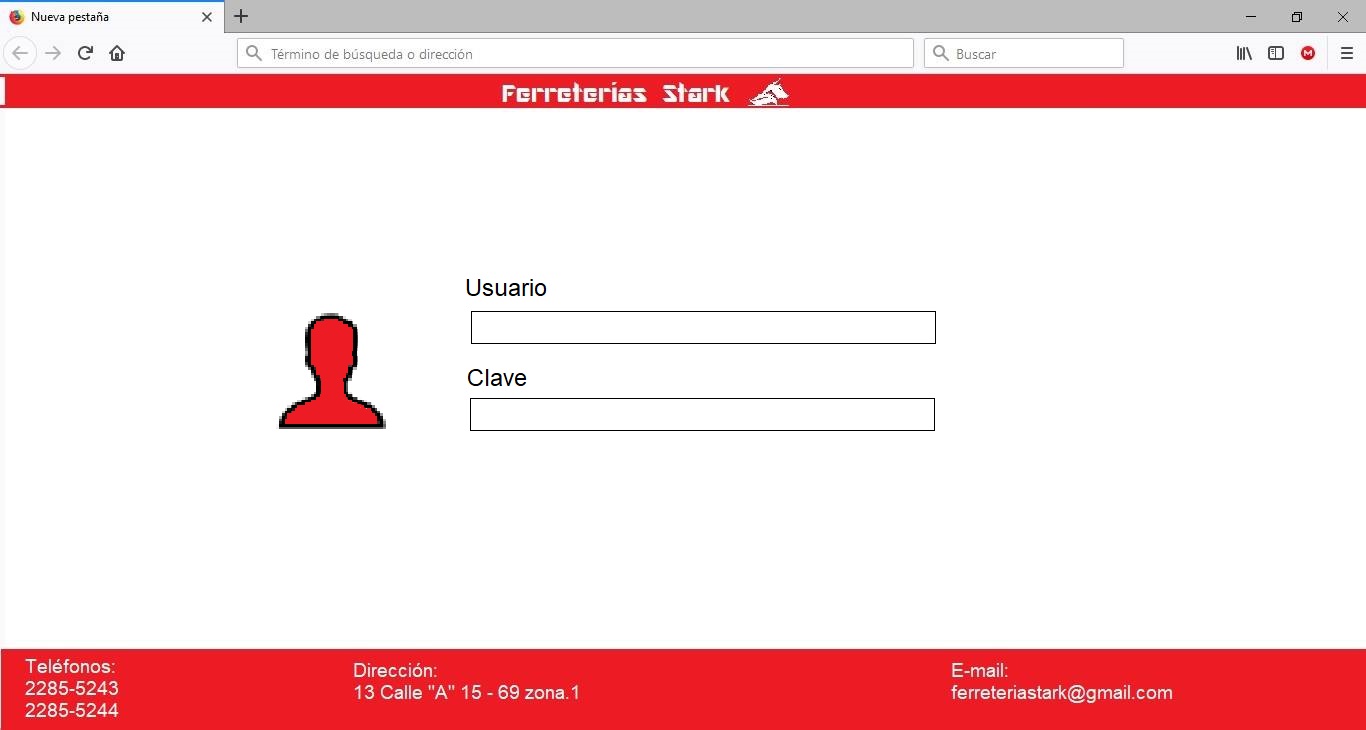 Nueva pestaña
Término de búsqueda o dirección
Buscar
M
Ferreterías Stark
Usuario
Clave
Teléfonos:
2285-5243
2285-5244
Dirección:
13 Calle "A" 15 - 69 zona.1
E-mail:
ferreteriastark@gmail.com